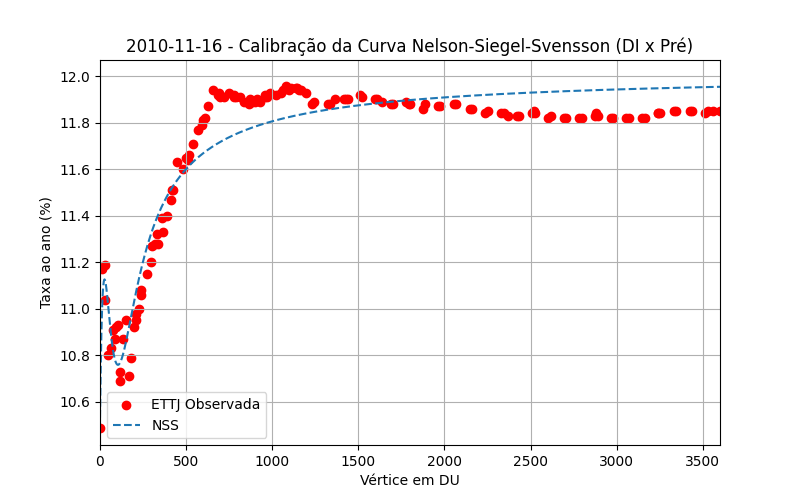 2010-11-16 - Calibração da Curva Nelson-Siegel-Svensson (DI x Pré)
Taxa ao ano (%)
12.0
11.8
11.6
11.4
11.2
11.0
10.8
10.6
ETTJ Observada
NSS
0 500 1000 1500 2000 2500 3000 3500
Vértice em DU